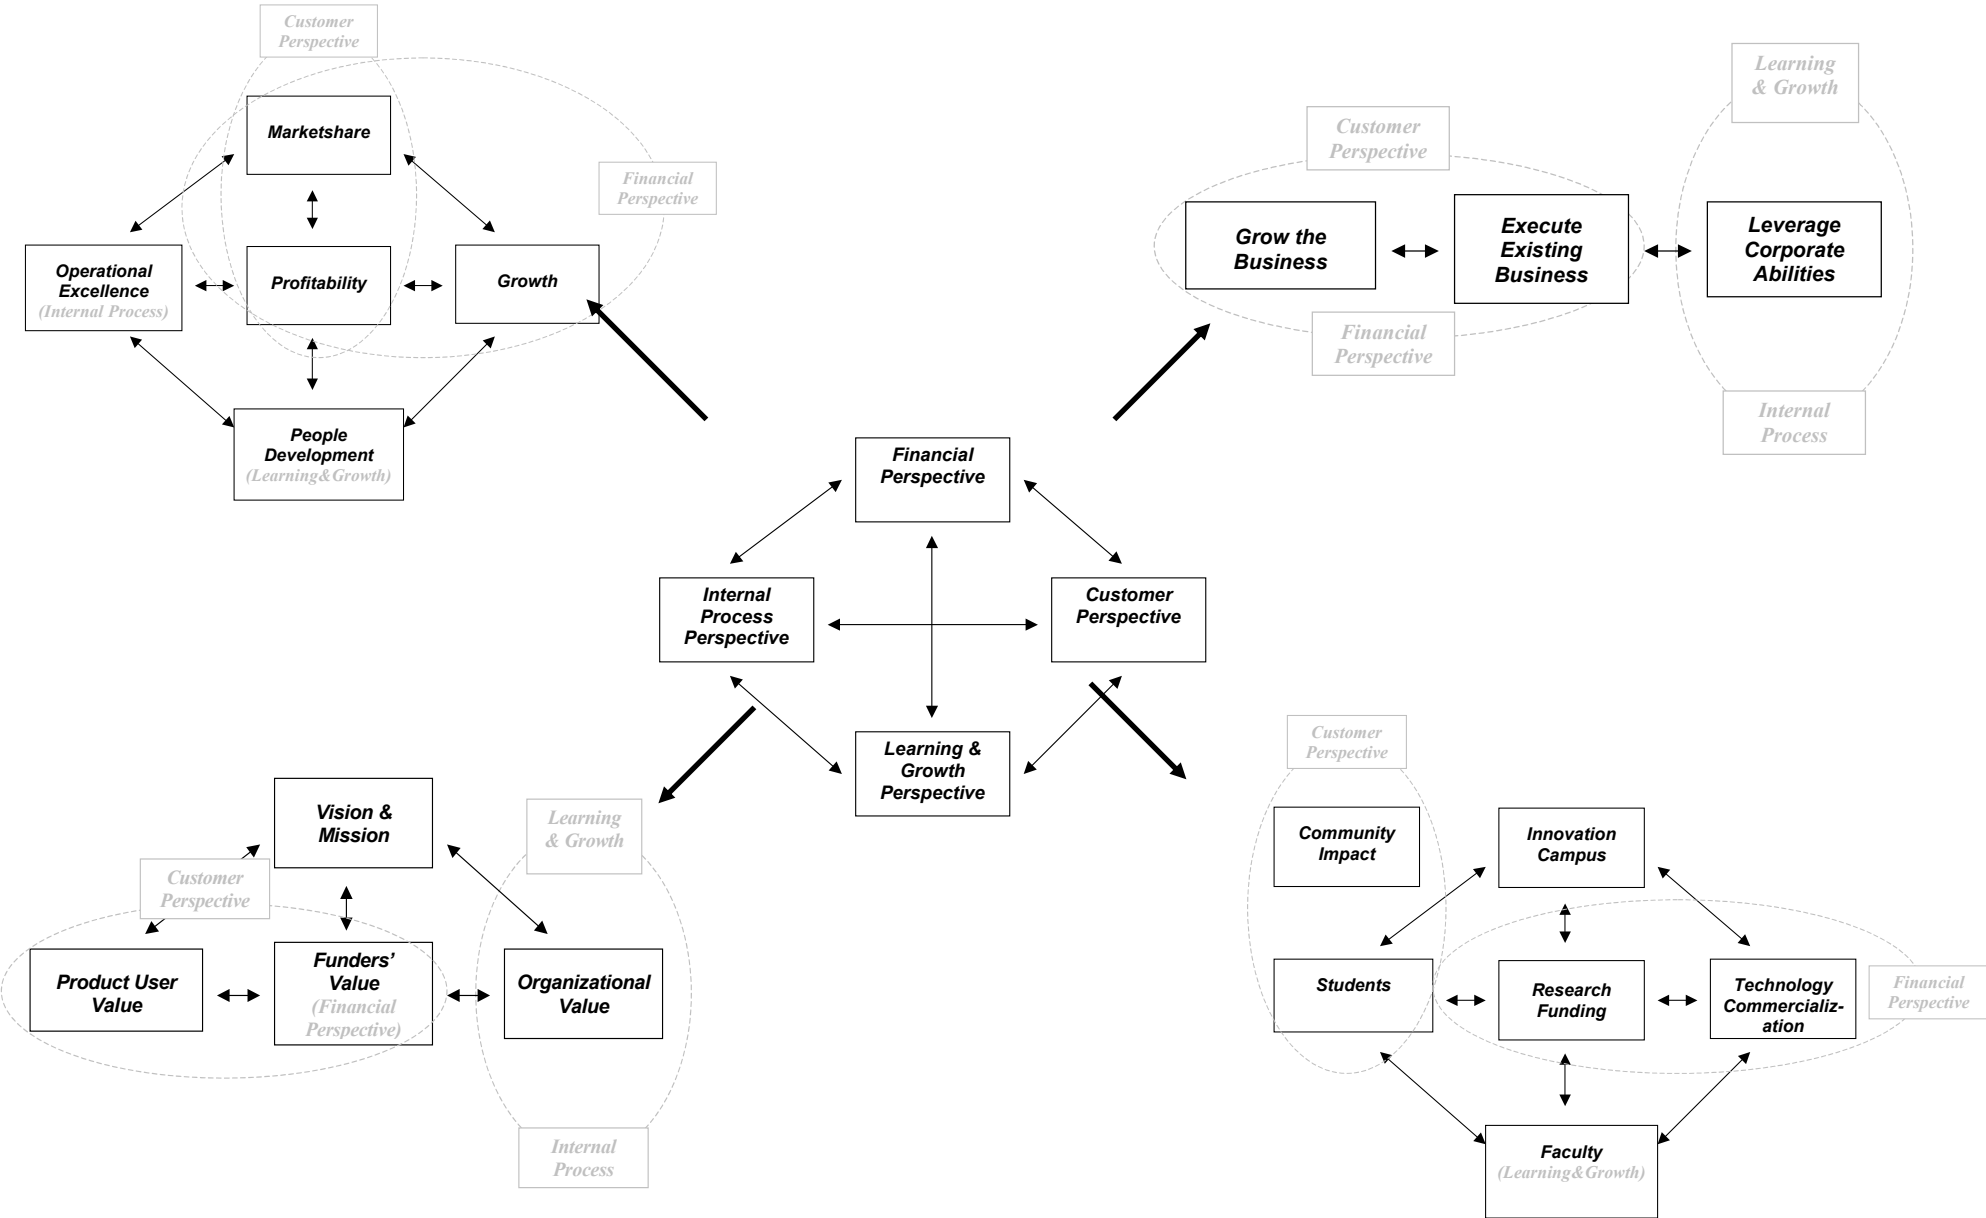 Customer
Perspective
Marketshare
Financial
Perspective
Operational
Excellence
(Internal Process)
Profitability
Growth
People
Development
(Learning&Growth)
Learning
& Growth
Customer
Perspective
Grow the
Business
Execute
Existing
Business
Leverage
Corporate
Abilities
Financial
Perspective
Internal
Process
Financial
Perspective
Internal
Process
Perspective
Customer
Perspective
Learning &
Growth
Perspective
Vision &
Mission
Learning
& Growth
Customer
Perspective
Product User
Value
Funders’
Value
(Financial
Perspective)
Organizational
Value
Internal
Process
Customer
Perspective
Community
Impact
Innovation
Campus
Students
Research
Funding
Technology
Commercializ-
ation
Financial
Perspective
Faculty
(Learning&Growth)